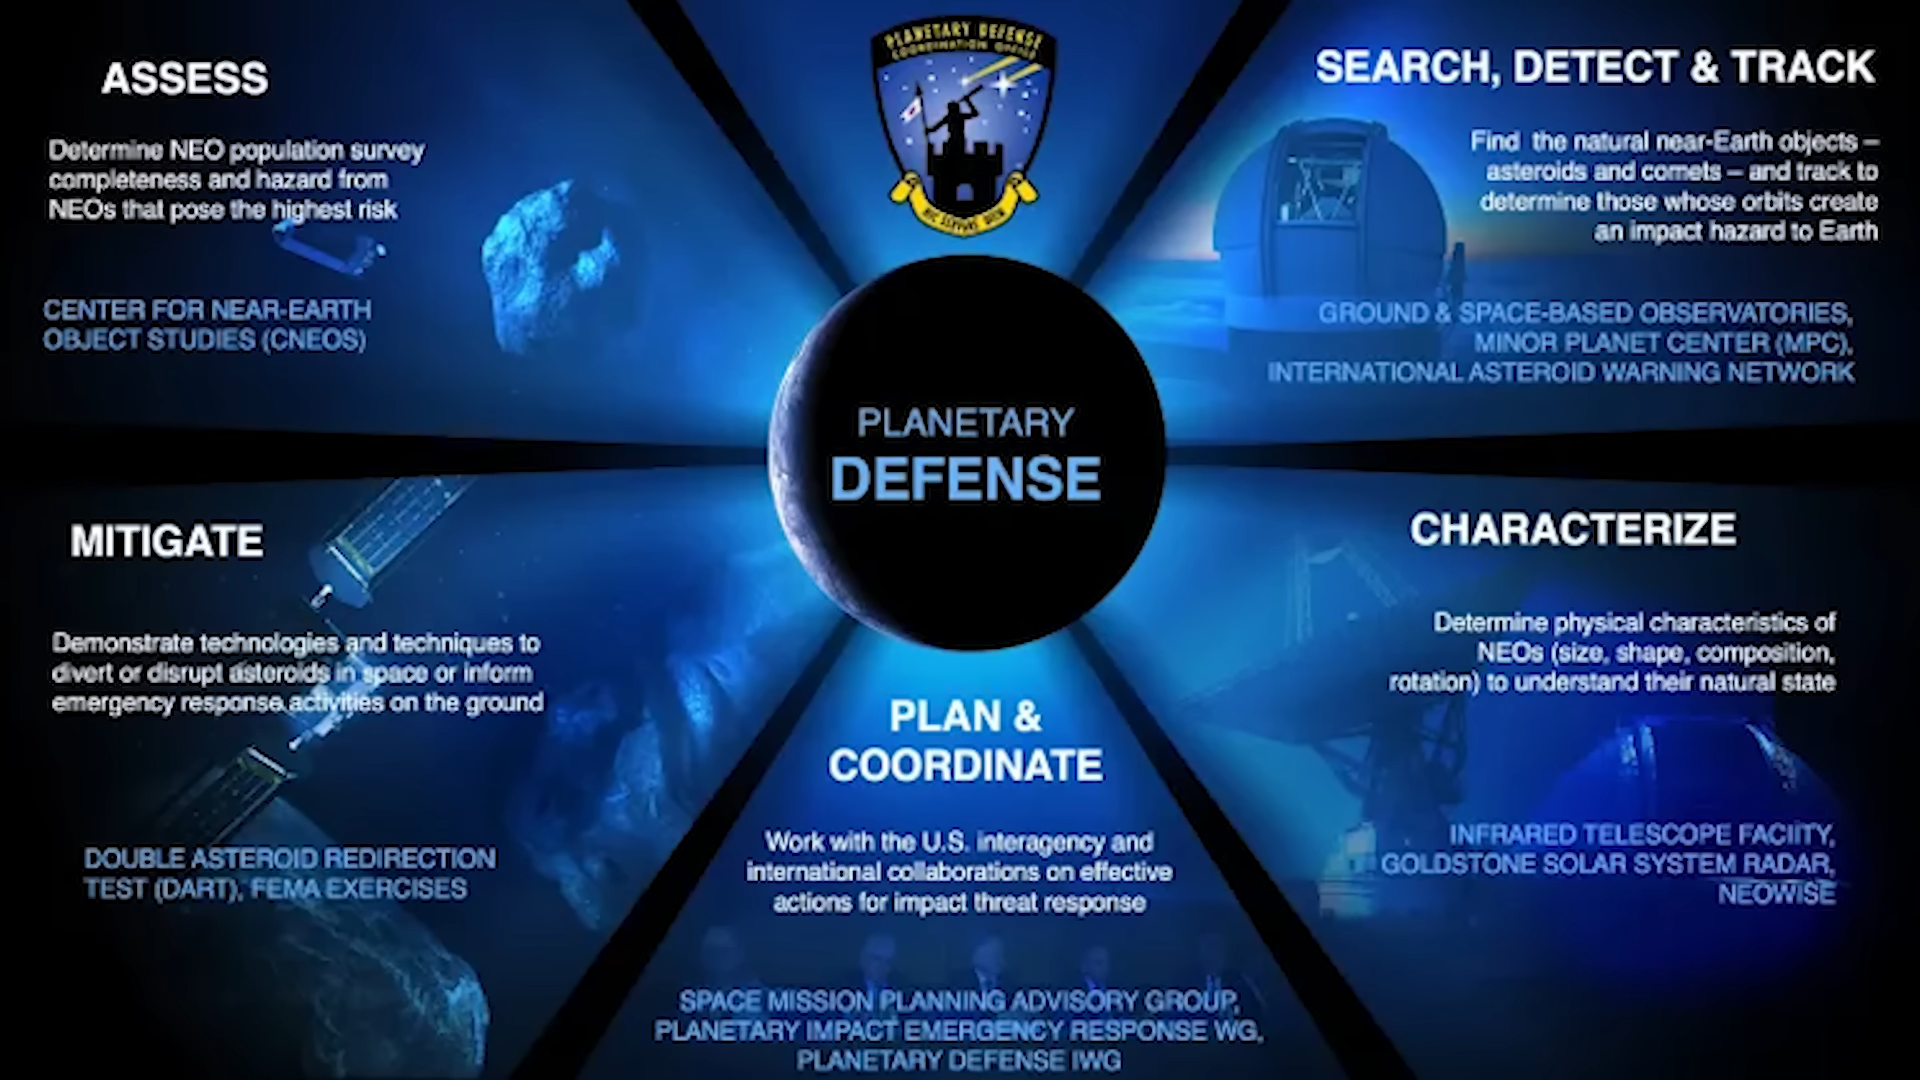 PLANETARY DEFENSE
COORDINATION OFFICE
HIC SERVARE DIEM
ASSESS
Determine NEO population survey
completeness and hazard from
NEOs that pose the highest risk
CENTER FOR NEAR-EARTH
OBJECT STUDIES (CNEOS)
SEARCH, DETECT & TRACK
Find the natural near-Earth objects –
asteroids and comets – and track to
determine those whose orbits create
an impact hazard to Earth
GROUND & SPACE-BASED OBSERVATORIES,
MINOR PLANET CENTER (MPC),
INTERNATIONAL ASTEROID WARNING NETWORK
PLANETARY
DEFENSE
MITIGATE
Demonstrate technologies and techniques to
divert or disrupt asteroids in space or inform
emergency response activities on the ground
DOUBLE ASTEROID REDIRECTION
TEST (DART), FEMA EXERCISES
PLAN &
COORDINATE
Work with the U.S. interagency and
international collaborations on effective
actions for impact threat response
SPACE MISSION PLANNING ADVISORY GROUP,
PLANETARY IMPACT EMERGENCY RESPONSE WG,
PLANETARY DEFENSE IWG
CHARACTERIZE
Determine physical characteristics of
NEOs (size, shape, composition,
rotation) to understand their natural state
INFRARED TELESCOPE FACIITY,
GOLDSTONE SOLAR SYSTEM RADAR,
NEOWISE